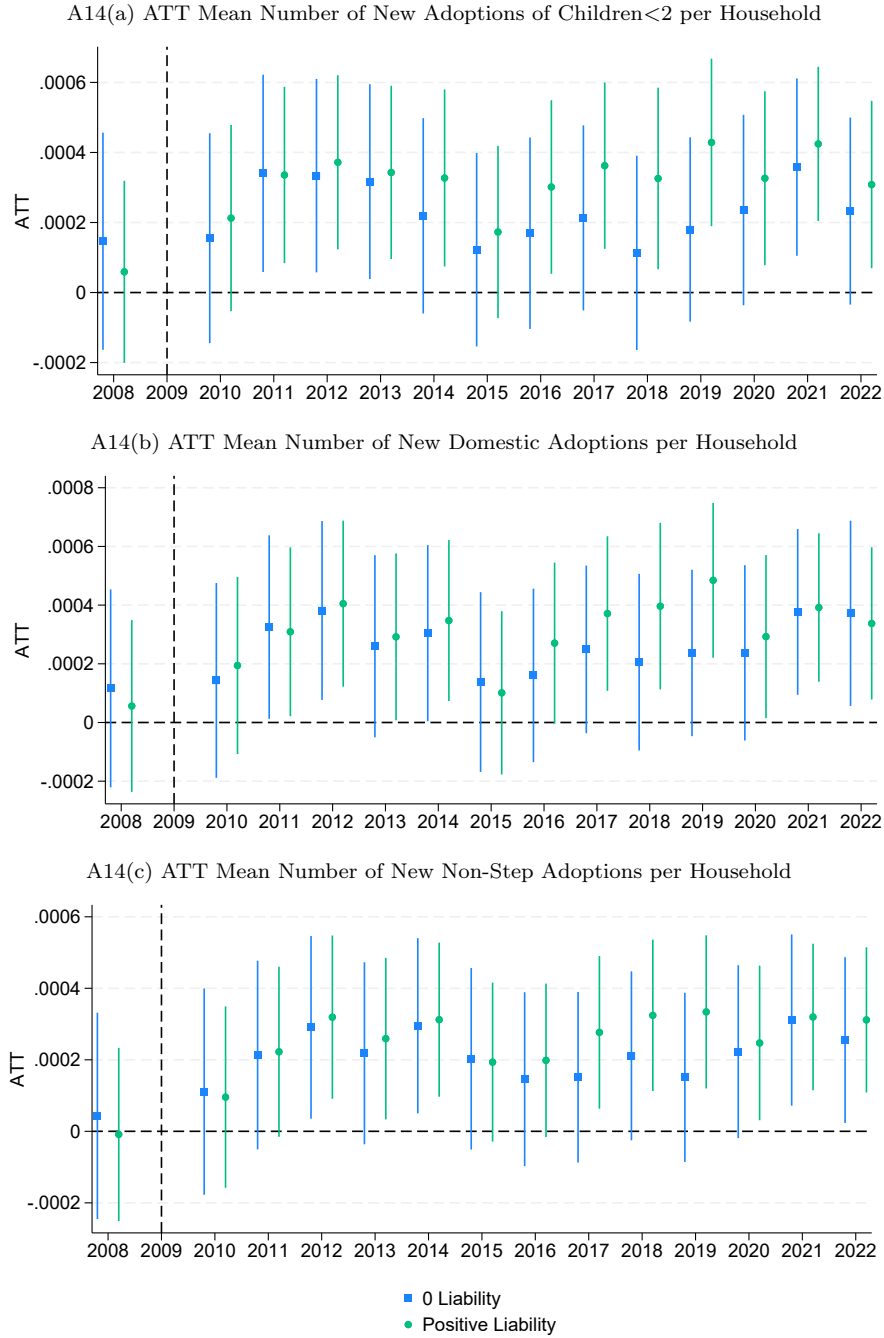 A14(a) ATT Mean Number of New Adoptions of Children<2 per Household
.0006
.0004
.0002
0
-.0002
ATT
2008 2009 2010 2011 2012 2013 2014 2015 2016 2017 2018 2019 2020 2021 2022
A14(b) ATT Mean Number of New Domestic Adoptions per Household
.0008
.0006
.0004
.0002
0
-.0002
ATT
2008 2009 2010 2011 2012 2013 2014 2015 2016 2017 2018 2019 2020 2021 2022
A14(c) ATT Mean Number of New Non-Step Adoptions per Household
.0006
.0004
.0002
0
-.0002
ATT
2008 2009 2010 2011 2012 2013 2014 2015 2016 2017 2018 2019 2020 2021 2022
0 Liability
Positive Liability